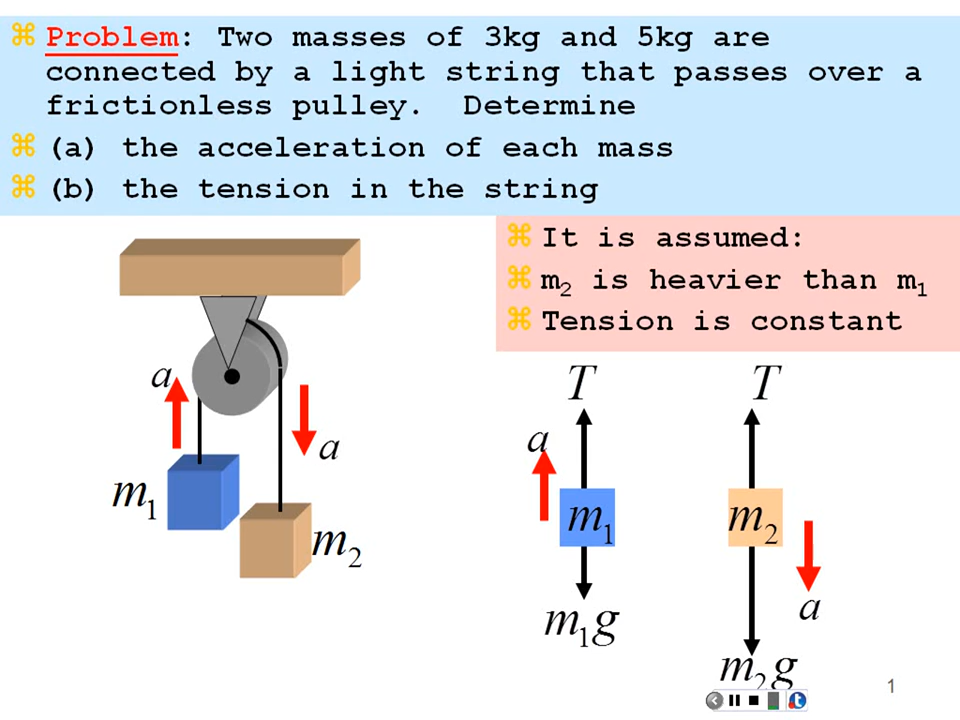 Problem: Two masses of 3kg and 5kg are
connected by a light string that passes over a
frictionless pulley. Determine
(a) the acceleration of each mass
(b) the tension in the string
It is assumed:
m₂ is heavier than m₁
Tension is constant
a
a
m₁
m₂
T
T
a
m₁
m₂
a
m₁g
m₂g
1